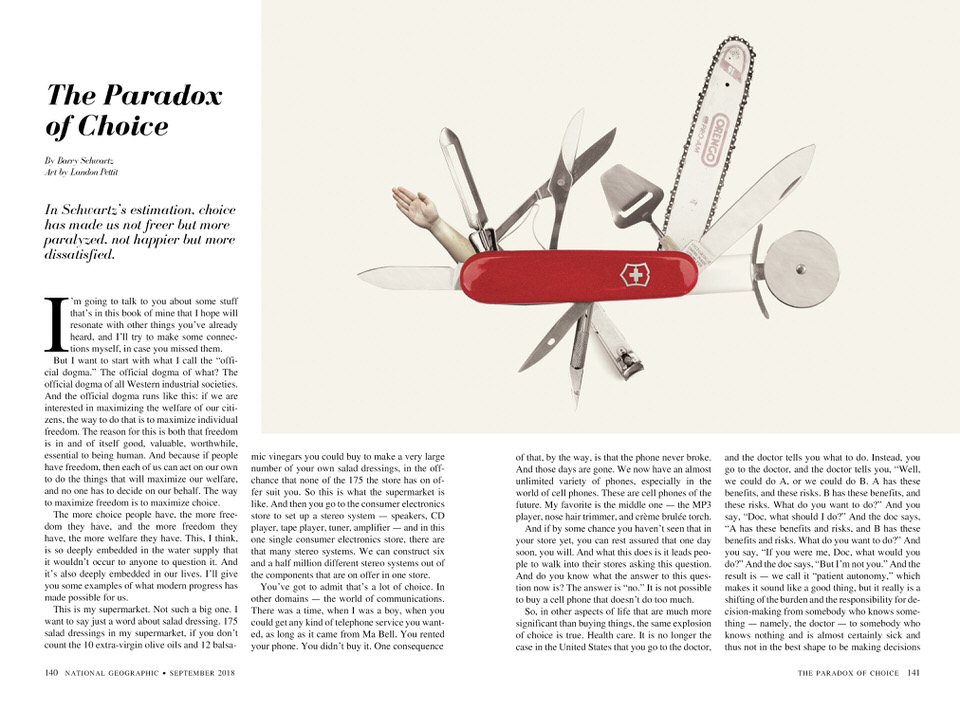 The Paradox
of Choice
By Barry Schwartz
Art by Landon Pettit
In Schwartz's estimation, choice
has made us not freer but more
paralyzed, not happier but more
dissatisfied.
I'm going to talk to you about some stuff
that's in this book of mine that I hope will
resonate with other things you've already
heard, and I'll try to make some connec-
tions myself, in case you missed them.
But I want to start with what I call the "offi-
cial dogma." The official dogma of what? The
official dogma of all Western industrial societies.
And the official dogma runs like this: if we are
interested in maximizing the welfare of our citi-
zens, the way to do that is to maximize individual
freedom. The reason for this is both that freedom
is in and of itself good, valuable, worthwhile,
essential to being human. And because if people
have freedom, then each of us can act on our own
to do the things that will maximize our welfare,
and no one has to decide on our behalf. The way
to maximize freedom is to maximize choice.
The more choice people have, the more free-
dom they have, and the more freedom they
have, the more welfare they have. This, I think,
is so deeply embedded in the water supply that
it wouldn't occur to anyone to question it. And
it's also deeply embedded in our lives. I'll give
you some examples of what modern progress has
made possible for us.
This is my supermarket. Not such a big one. I
want to say just a word about salad dressing. 175
salad dressings in my supermarket, if you don't
count the 10 extra-virgin olive oils and 12 balsa-
mic vinegars you could buy to make a very large
number of your own salad dressings, in the off-
chance that none of the 175 the store has on of-
fer suit you. So this is what the supermarket is
like. And then you go to the consumer electronics
store to set up a stereo system — speakers, CD
player, tape player, tuner, amplifier — and in this
one single consumer electronics store, there are
that many stereo systems. We can construct six
and a half million different stereo systems out of
the components that are on offer in one store.
You've got to admit that's a lot of choice. In
other domains — the world of communications.
There was a time, when I was a boy, when you
could get any kind of telephone service you want-
ed, as long as it came from Ma Bell. You rented
your phone. You didn't buy it. One consequence
of that, by the way, is that the phone never broke.
And those days are gone. We now have an almost
unlimited variety of phones, especially in the
world of cell phones. These are cell phones of the
future. My favorite is the middle one — the MP3
player, nose hair trimmer, and crème brulée torch.
And if by some chance you haven't seen that in
your store yet, you can rest assured that one day
soon, you will. And what this does is it leads peo-
ple to walk into their stores asking this question.
And do you know what the answer to this ques-
tion now is? The answer is "no." It is not possible
to buy a cell phone that doesn't do too much.
So, in other aspects of life that are much more
significant than buying things, the same explosion
of choice is true. Health care. It is no longer the
case in the United States that you go to the doctor,
and the doctor tells you what to do. Instead, you
go to the doctor, and the doctor tells you, "Well,
we could do A, or we could do B. A has these
benefits, and these risks. B has these benefits, and
these risks. What do you want to do?" And you
say, "Doc, what should I do?" And the doc says,
"A has these benefits and risks, and B has these
benefits and risks. What do you want to do?" And
you say, "If you were me, Doc, what would you
do?" And the doc says, "But I'm not you." And the
result is — we call it "patient autonomy," which
makes it sound like a good thing, but it really is a
shifting of the burden and the responsibility for de-
cision-making from somebody who knows some-
thing — namely, the doctor — to somebody who
knows nothing and is almost certainly sick and
thus not in the best shape to be making decisions
ORENGO
PRO-AM
140 NATIONAL GEOGRAPHIC • SEPTEMBER 2018
THE PARADOX OF CHOICE 141